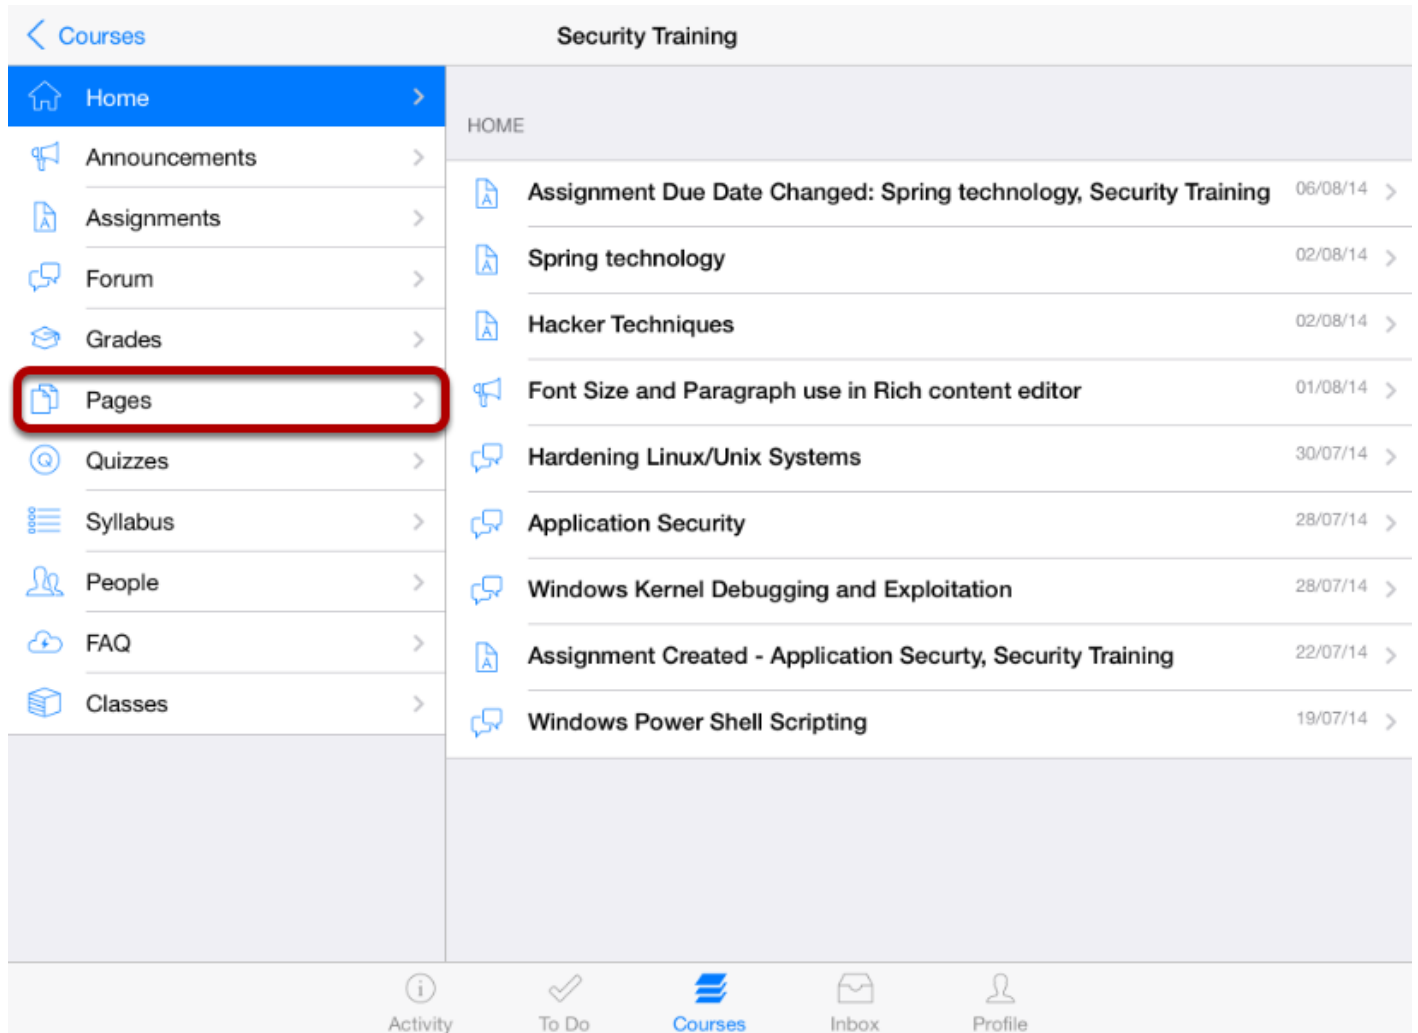 Courses
Security Training
Home
Announcements
Assignments
Forum
Grades
Pages
Quizzes
Syllabus
People
FAQ
Classes
HOME
Assignment Due Date Changed: Spring technology, Security Training 06/08/14
Spring technology 02/08/14
Hacker Techniques 02/08/14
Font Size and Paragraph use in Rich content editor 01/08/14
Hardening Linux/Unix Systems 30/07/14
Application Security 28/07/14
Windows Kernel Debugging and Exploitation 28/07/14
Assignment Created - Application Securty, Security Training 22/07/14
Windows Power Shell Scripting 19/07/14
Activity To Do Courses Inbox Profile